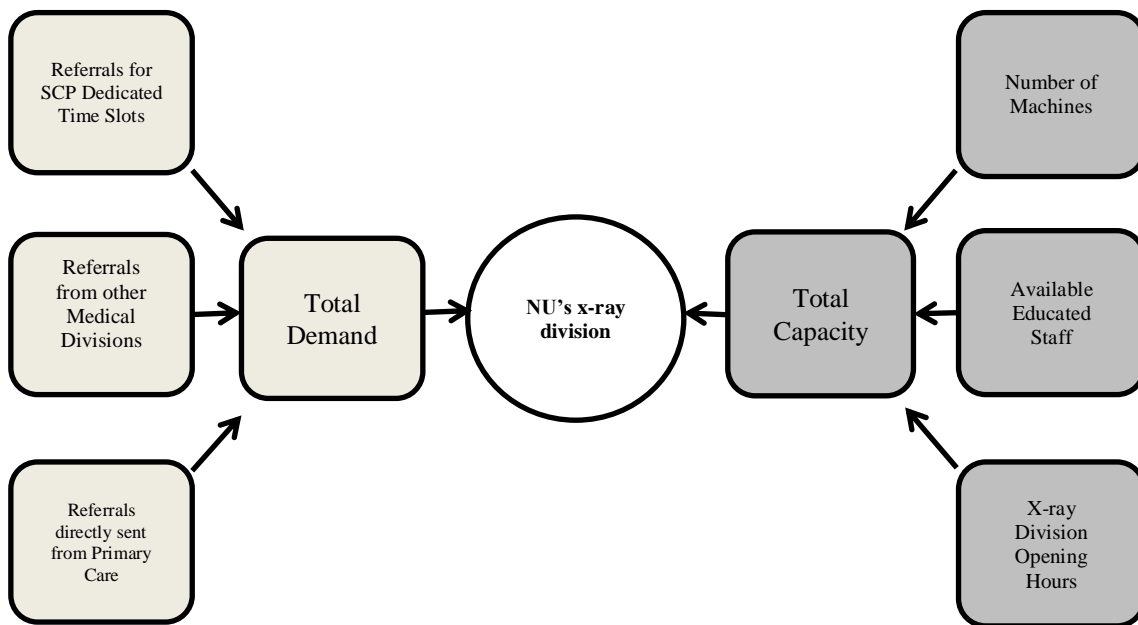 Referrals for
SCP Dedicated
Time Slots
Referrals
from other
Medical
Divisions
Referrals
directly sent
from Primary
Care
Total
Demand
NU’s x-ray
division
Total
Capacity
Number of
Machines
Available
Educated
Staff
X-ray
Division
Opening
Hours